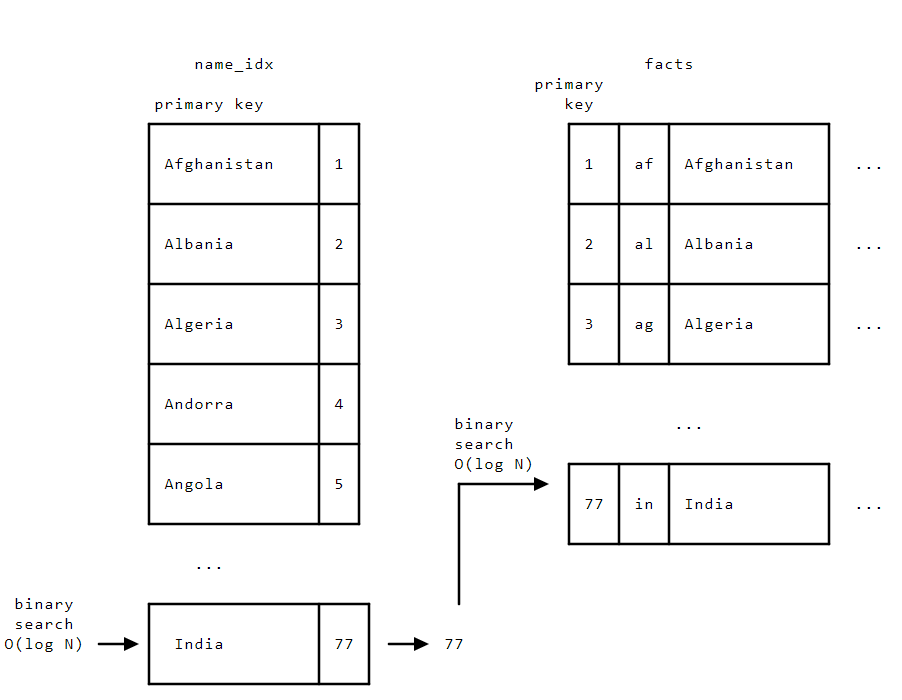 name_idx
primary key
Afghanistan 1
Albania 2
Algeria 3
Andorra 4
Angola 5
...
binary
search
O(log N)
India 77
77
binary
search
O(log N)
facts
primary
key
1 af Afghanistan ...
2 al Albania ...
3 ag Algeria ...
...
77 in India ...